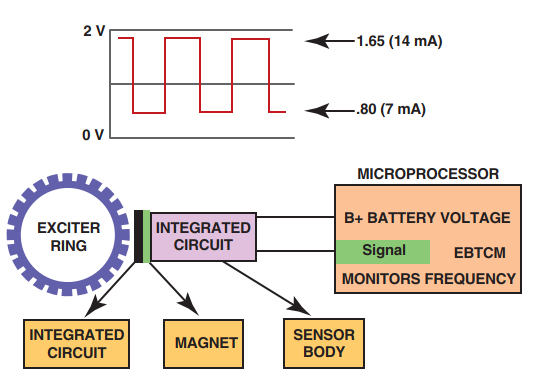 2 V
1.65 (14 mA)
.80 (7 mA)
0 V
MICROPROCESSOR
EXCITER
RING
INTEGRATED
CIRCUIT
B+ BATTERY VOLTAGE
Signal
EBTCM
MONITORS FREQUENCY
INTEGRATED
CIRCUIT
MAGNET
SENSOR
BODY